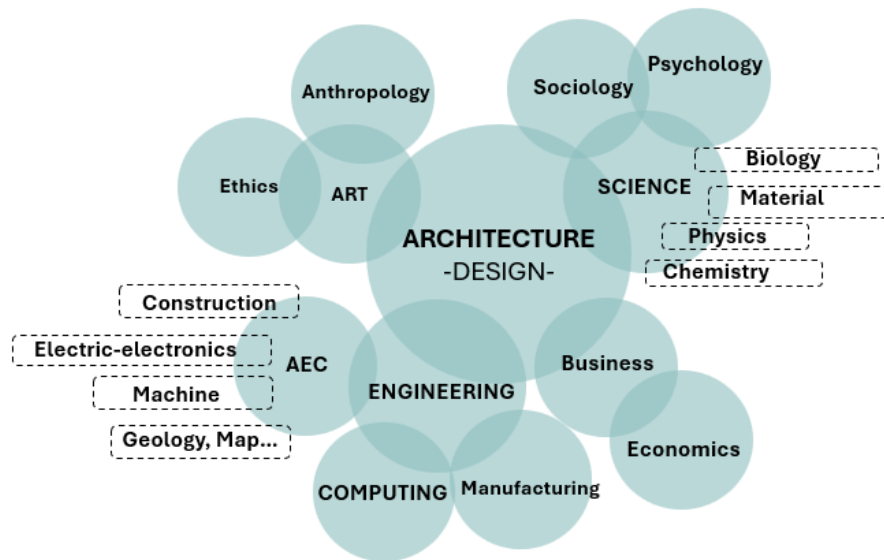 Psychology
Sociology
Anthropology
Biology
Ethics
ART
SCIENCE
Material
ARCHITECTURE
-DESIGN-
Physics
Chemistry
Construction
Electric-electronics
AEC
Business
Machine
ENGINEERING
Geology, Map...
Economics
COMPUTING
Manufacturing